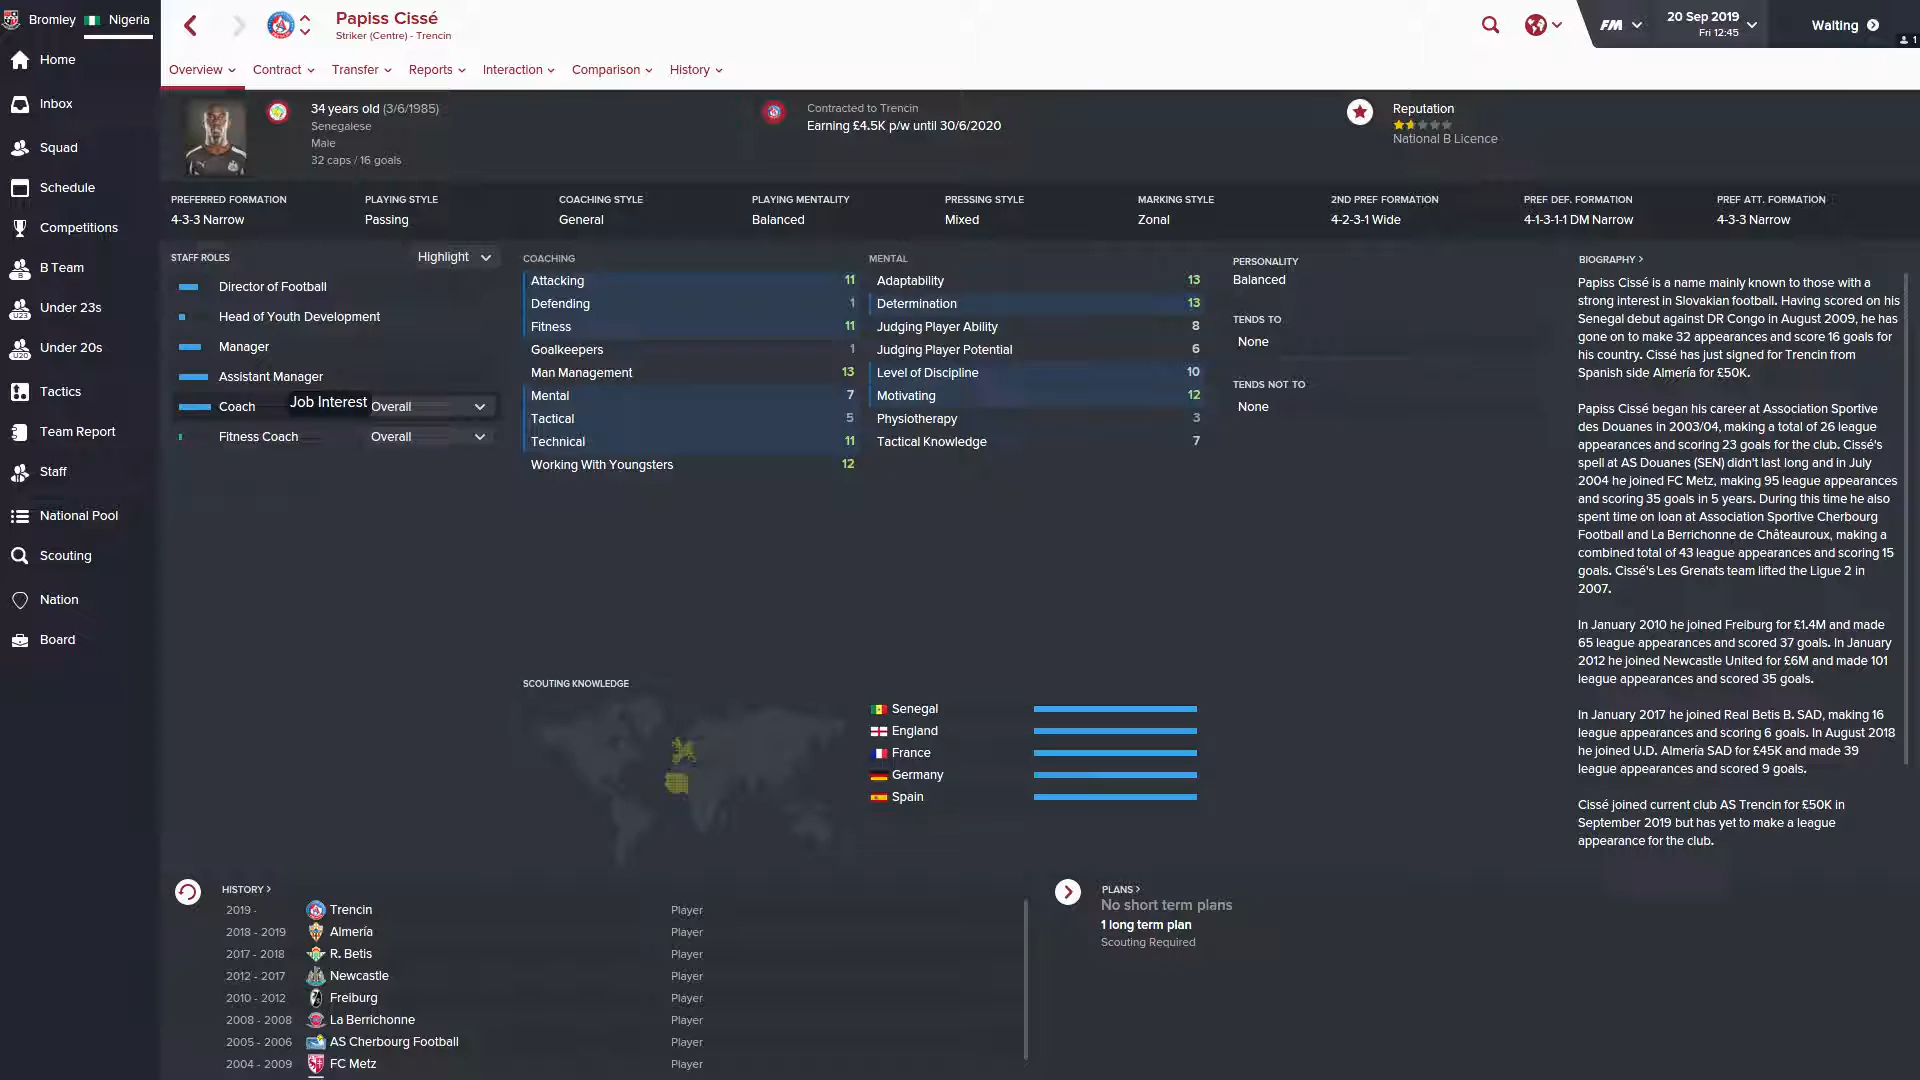 Bromley
Nigeria
Papiss Cissé
Striker (Centre) - Trencin
FM
20 Sep 2019
Fri 12:45
Waiting
1
Home
Inbox
Squad
Schedule
Competitions
B Team
Under 23s
Under 20s
Tactics
Team Report
Staff
National Pool
Scouting
Nation
Board
Overview
Contract
Transfer
Reports
Interaction
Comparison
History
34 years old (3/6/1985)
Senegalese
Male
32 caps / 16 goals
Contracted to Trencin
Earning £4.5K p/w until 30/6/2020
Reputation
National B Licence
PREFERRED FORMATION
4-3-3 Narrow
PLAYING STYLE
Passing
COACHING STYLE
General
PLAYING MENTALITY
Balanced
PRESSING STYLE
Mixed
MARKING STYLE
Zonal
2ND PREF FORMATION
4-2-3-1 Wide
PREF DEF. FORMATION
4-1-3-1-1 DM Narrow
PREF ATT. FORMATION
4-3-3 Narrow
STAFF ROLES
Highlight
Director of Football
Head of Youth Development
Manager
Assistant Manager
Coach
Job Interest
Overall
Fitness Coach
Overall
COACHING
Attacking 11
Defending 1
Fitness 11
Goalkeepers 1
Man Management 13
Mental 7
Tactical 5
Technical 11
Working With Youngsters 12
MENTAL
Adaptability 13
Determination 13
Judging Player Ability 8
Judging Player Potential 6
Level of Discipline 10
Motivating 12
Physiotherapy 3
Tactical Knowledge 7
PERSONALITY
Balanced
TENDS TO
None
TENDS NOT TO
None
BIOGRAPHY >
Papiss Cissé is a name mainly known to those with a
strong interest in Slovakian football. Having scored on his
Senegal debut against DR Congo in August 2009, he has
gone on to make 32 appearances and score 16 goals for
his country. Cissé has just signed for Trencin from
Spanish side Almería for £50K.
Papiss Cissé began his career at Association Sportive
des Douanes in 2003/04, making a total of 26 league
appearances and scoring 23 goals for the club. Cissé's
spell at AS Douanes (SEN) didn't last long and in July
2004 he joined FC Metz, making 95 league appearances
and scoring 35 goals in 5 years. During this time he also
spent time on loan at Association Sportive Cherbourg
Football and La Berrichonne de Châteauroux, making a
combined total of 43 league appearances and scoring 15
goals. Cissé's Les Grenats team lifted the Ligue 2 in
2007.
In January 2010 he joined Freiburg for £1.4M and made
65 league appearances and scored 37 goals. In January
2012 he joined Newcastle United for £6M and made 101
league appearances and scored 35 goals.
In January 2017 he joined Real Betis B. SAD, making 16
league appearances and scoring 6 goals. In August 2018
he joined U.D. Almería SAD for £45K and made 39
league appearances and scored 9 goals.
Cissé joined current club AS Trencin for £50K in
September 2019 but has yet to make a league
appearance for the club.
SCOUTING KNOWLEDGE
Senegal
England
France
Germany
Spain
HISTORY >
2019 - Trencin Player
2018 - 2019 Almería Player
2017 - 2018 R. Betis Player
2012 - 2017 Newcastle Player
2010 - 2012 Freiburg Player
2008 - 2008 La Berrichonne Player
2005 - 2006 AS Cherbourg Football Player
2004 - 2009 FC Metz Player
PLANS >
No short term plans
1 long term plan
Scouting Required